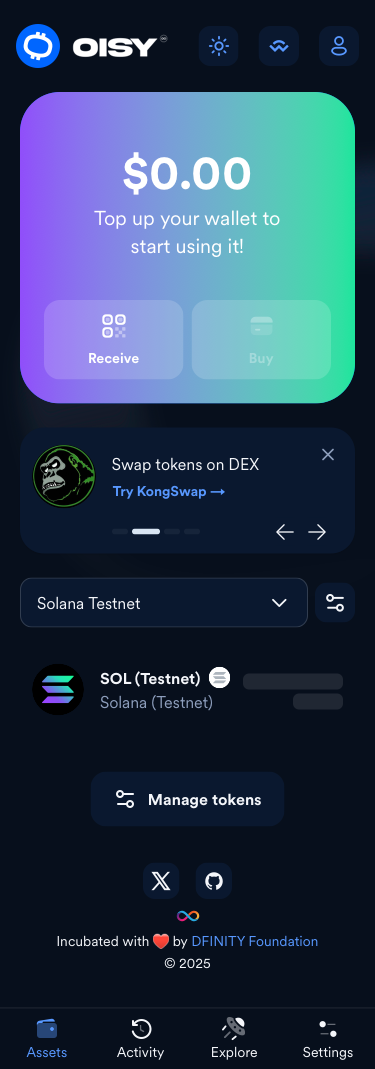 OISY
$0.00
Top up your wallet to
start using it!
Receive
Buy
Swap tokens on DEX
Try KongSwap →
Solana Testnet
SOL (Testnet)
Solana (Testnet)
Manage tokens
Incubated with ❤️ by DFINITY Foundation
© 2025
Assets
Activity
Explore
Settings